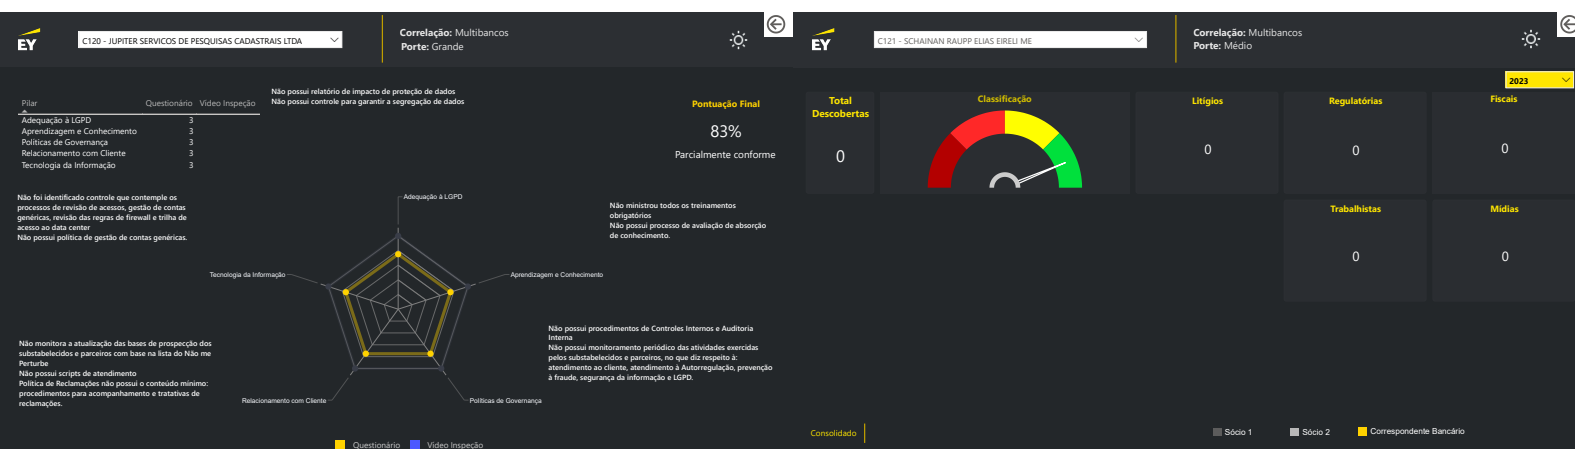 EY
C120 - JUPITER SERVICOS DE PESQUISAS CADASTRAIS LTDA
Correlação: Multibancos
Porte: Grande
Pilar Questionário Vídeo Inspeção
Adequação à LGPD 3
Aprendizagem e Conhecimento 3
Políticas de Governança 3
Relacionamento com Cliente 3
Tecnologia da Informação 3
Não possui relatório de impacto de proteção de dados
Não possui controle para garantir a segregação de dados
Pontuação Final
83%
Parcialmente conforme
Não foi identificado controle que contemple os
processos de revisão de acessos, gestão de contas
genéricas, revisão das regras de firewall e trilha de
acesso ao data center
Não possui política de gestão de contas genéricas.
Adequação à LGPD
Não ministrou todos os treinamentos
obrigatórios
Não possui processo de avaliação de absorção
de conhecimento.
Tecnologia da Informação
Aprendizagem e Conhecimento
Não monitora a atualização das bases de prospecção dos
substabelecidos e parceiros com base na lista do Não me
Perturbe
Não possui scripts de atendimento
Política de Reclamações não possui o conteúdo mínimo:
procedimentos para acompanhamento e tratativas de
reclamações.
Não possui procedimentos de Controles Internos e Auditoria
Interna
Não possui monitoramento periódico das atividades exercidas
pelos substabelecidos e parceiros, no que diz respeito à:
atendimento ao cliente, atendimento à Autorregulação, prevenção
à fraude, segurança da informação e LGPD.
Relacionamento com Cliente
Políticas de Governança
Questionário Vídeo Inspeção
EY
C121 - SCHAINAN RAUPP ELIAS EIRELI ME
Correlação: Multibancos
Porte: Médio
2023
Total
Descobertas
0
Classificação
Litígios
0
Regulatórias
0
Fiscais
0
Trabalhistas
0
Mídias
0
Consolidado
Sócio 1 Sócio 2 Correspondente Bancário